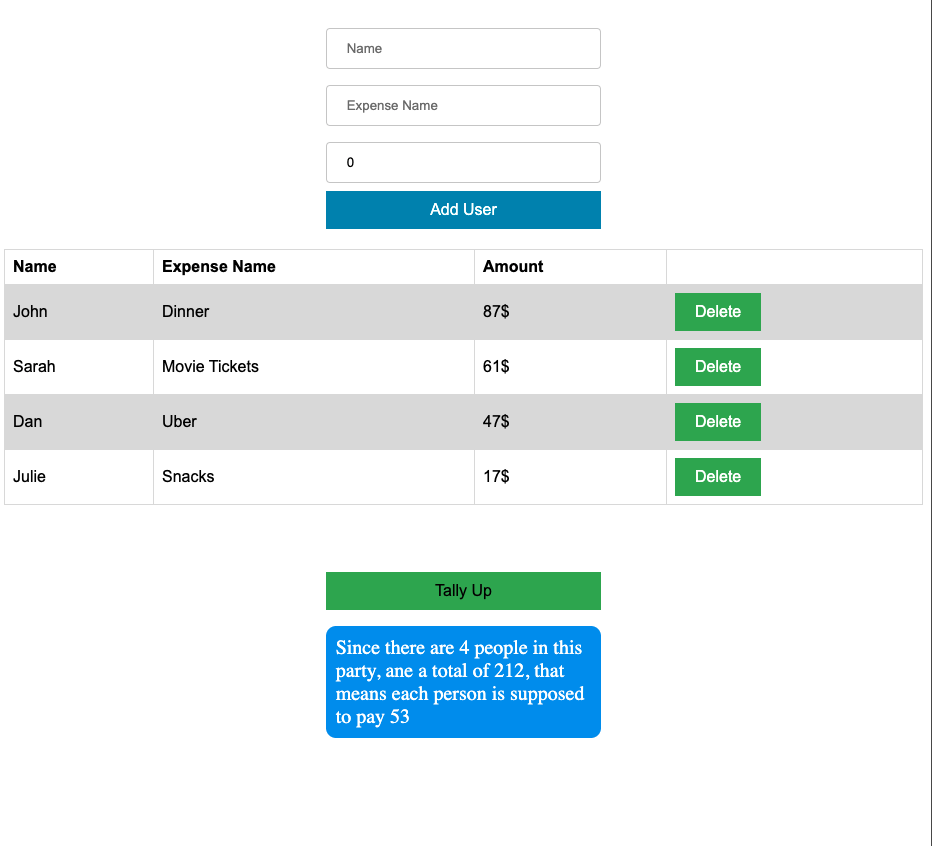 Name
Expense Name
0
Add User
Name Expense Name Amount
John Dinner 87$ Delete
Sarah Movie Tickets 61$ Delete
Dan Uber 47$ Delete
Julie Snacks 17$ Delete
Tally Up
Since there are 4 people in this
party, ane a total of 212, that
means each person is supposed
to pay 53